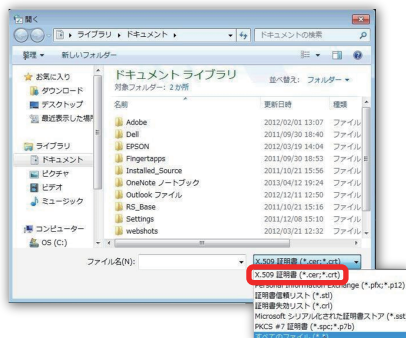 開く
ライブラリ ▸ ドキュメント ▸
ドキュメントの検索
整理 ▼ 新しいフォルダー
お気に入り
ダウンロード
デスクトップ
最近表示した場所
ライブラリ
ドキュメント
ピクチャ
ビデオ
ミュージック
コンピューター
OS (C:)
ドキュメント ライブラリ
対象フォルダー: 2 か所
並べ替え: フォルダー ▼
名前 更新日時 種類
Adobe 2012/02/01 13:07 ファイル
Dell 2011/09/30 18:40 ファイル
EPSON 2012/03/19 14:04 ファイル
Fingertapps 2011/09/30 18:53 ファイル
Installed_Source 2011/10/21 15:56 ファイル
OneNote ノートブック 2013/04/12 19:24 ファイル
Outlook ファイル 2012/12/11 12:50 ファイル
RS_Base 2011/10/21 15:16 ファイル
Settings 2011/12/08 15:10 ファイル
webshots 2012/03/21 12:32 ファイル
ファイル名(N):
X.509 証明書 (*.cer;*.crt)
X.509 証明書 (*.cer;*.crt)
Personal Information Exchange (*.pfx;*.p12)
証明書信頼リスト (*.stl)
証明書失効リスト (*.crl)
Microsoft シリアル化された証明書ストア (*.sst
PKCS #7 証明書 (*.spc;*.p7b)
すべてのファイル (*.*)